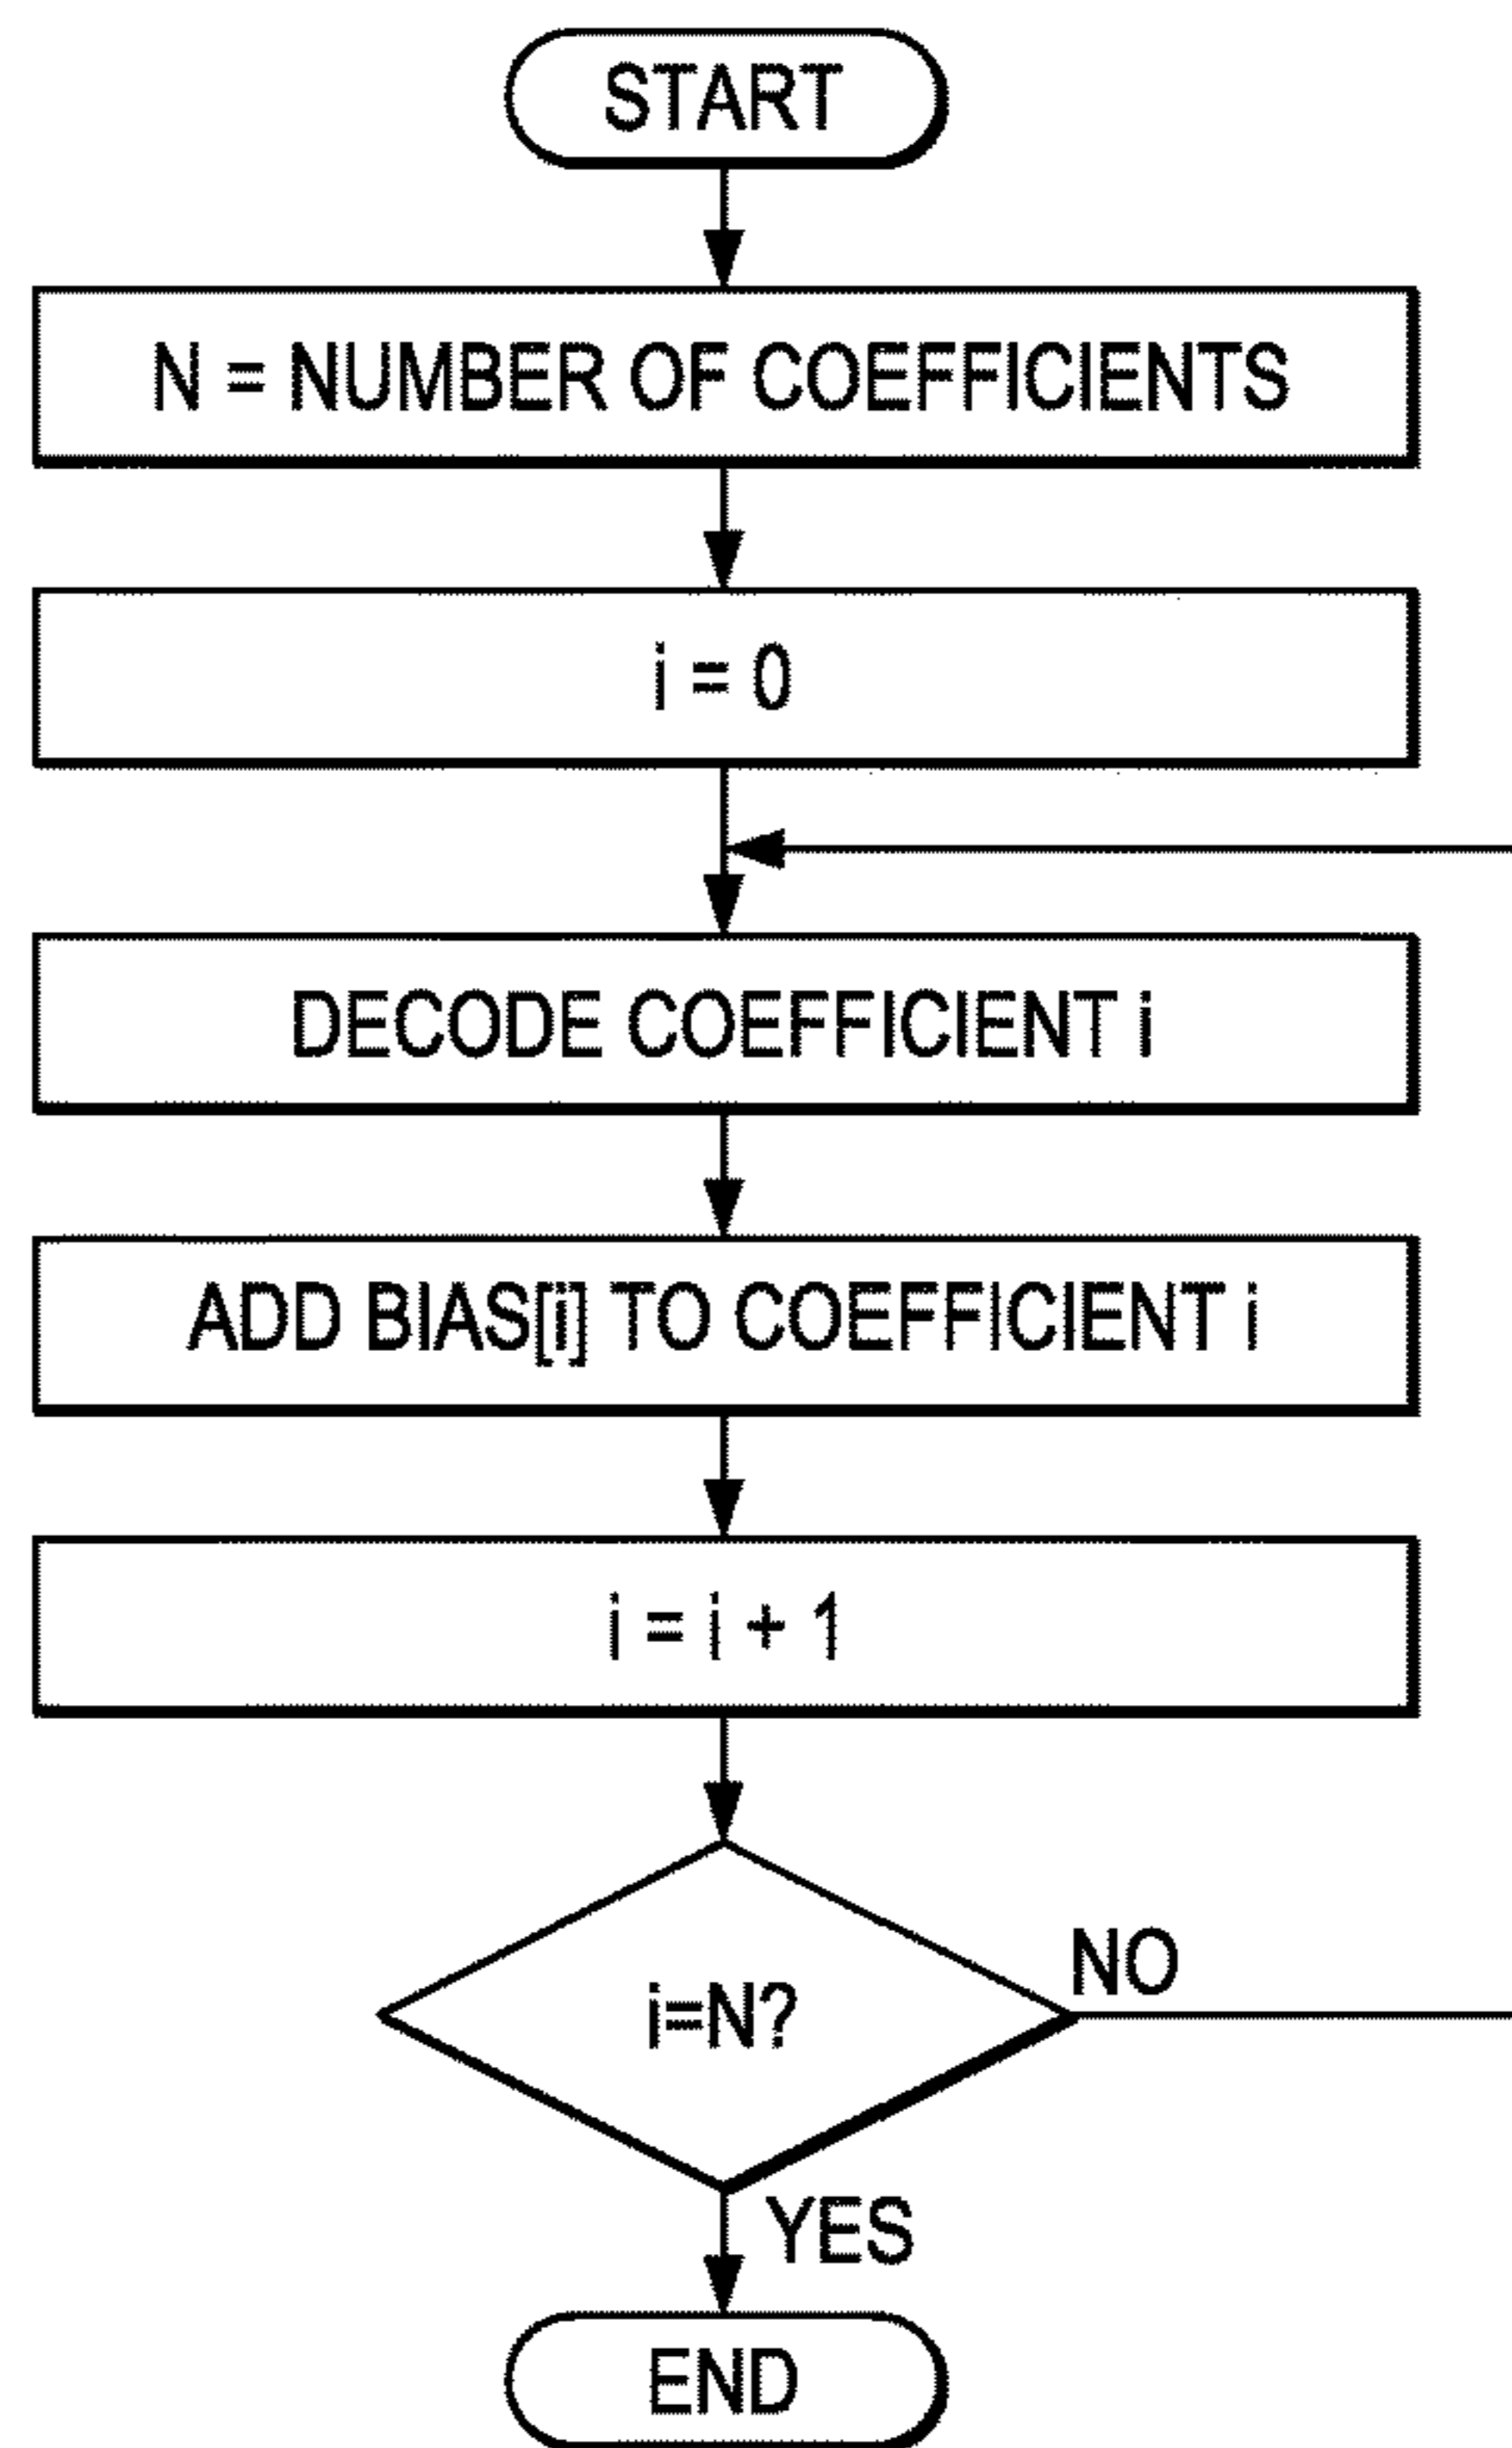 START
N = NUMBER OF COEFFICIENTS
i = 0
DECODE COEFFICIENT i
ADD BIAS[i] TO COEFFICIENT i
i = i + 1
i=N?
NO
YES
END